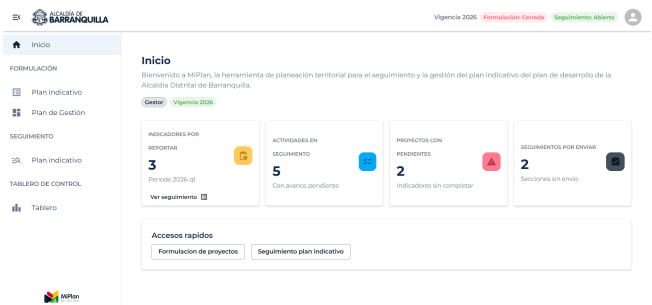 ALCALDÍA DE
BARRANQUILLA
Vigencia 2026 Formulación: Cerrada Seguimiento: Abierto
Inicio
FORMULACIÓN
Plan Indicativo
Plan de Gestión
SEGUIMIENTO
Plan indicativo
TABLERO DE CONTROL
Tablero
MiPlan
Inicio
Bienvenido a MiPlan, la herramienta de planeación territorial para el seguimiento y la gestión del plan indicativo del plan de desarrollo de la
Alcaldía Distrital de Barranquilla.
Gestor Vigencia 2026
INDICADORES POR
REPORTAR
3
Periodo 2026-q1
Ver seguimiento
ACTIVIDADES EN
SEGUIMIENTO
5
Con avance pendiente
PROYECTOS CON
PENDIENTES
2
Indicadores sin completar
SEGUIMIENTOS POR ENVIAR
2
Secciones sin envio
Accesos rapidos
Formulacion de proyectos Seguimiento plan indicativo